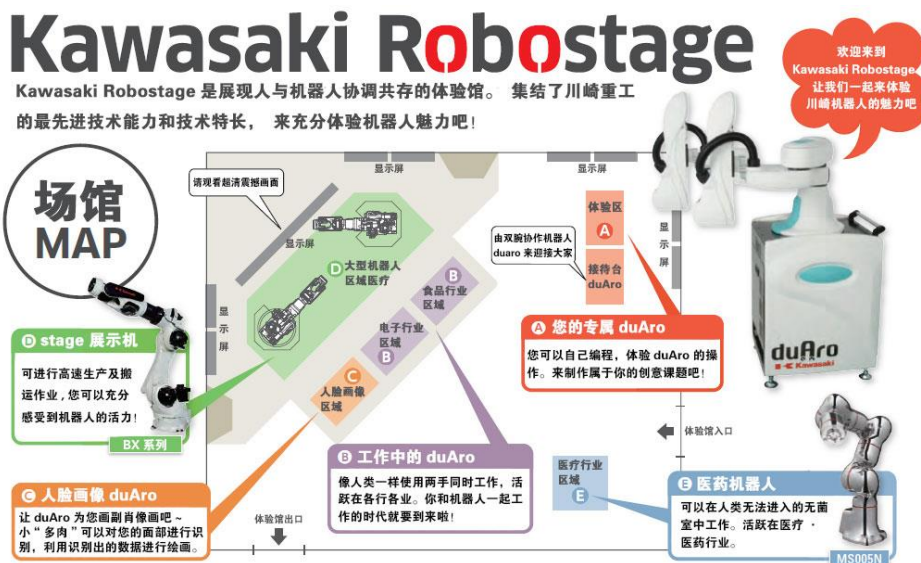 Kawasaki Robostage
Kawasaki Robostage 是展现人与机器人协调共存的体验馆。 集结了川崎重工
的最先进技术能力和技术特长， 来充分体验机器人魅力吧！
欢迎来到
Kawasaki Robostage
让我们一起来体验
川崎机器人的魅力吧
场馆
MAP
请观看超清震撼画面
显示屏
显示屏
显示屏
显示屏
显示屏
体验区
A
由双腕协作机器人
duaro 来迎接大家
接待台
duAro
D 大型机器人
区域医疗
B
食品行业
区域
电子行业
区域
B
C
人脸画像
区域
duAro
Kawasaki
D stage 展示机
可进行高速生产及搬
运作业，您可以充分
感受到机器人的活力！
BX 系列
A 您的专属 duAro
您可以自己编程，体验 duAro 的操
作。来制作属于你的创意课题吧！
体验馆入口
B 工作中的 duAro
像人类一样使用两手同时工作，活
跃在各行各业。你和机器人一起工
作的时代就要到来啦！
医疗行业
区域
E
E 医药机器人
可以在人类无法进入的无菌
室中工作。活跃在医疗 ·
医药行业。
MS005N
C 人脸画像 duAro
让 duAro 为您画副肖像画吧 ~
小“多肉”可以对您的面部进行识
别，利用识别出的数据进行绘画。
体验馆出口